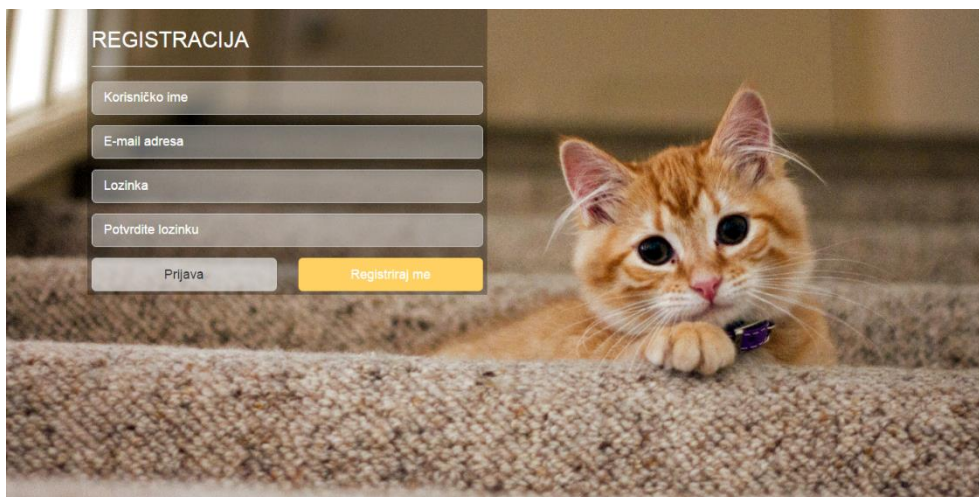 REGISTRACIJA
Korisničko ime
E-mail adresa
Lozinka
Potvrdite lozinku
Prijava
Registriraj me